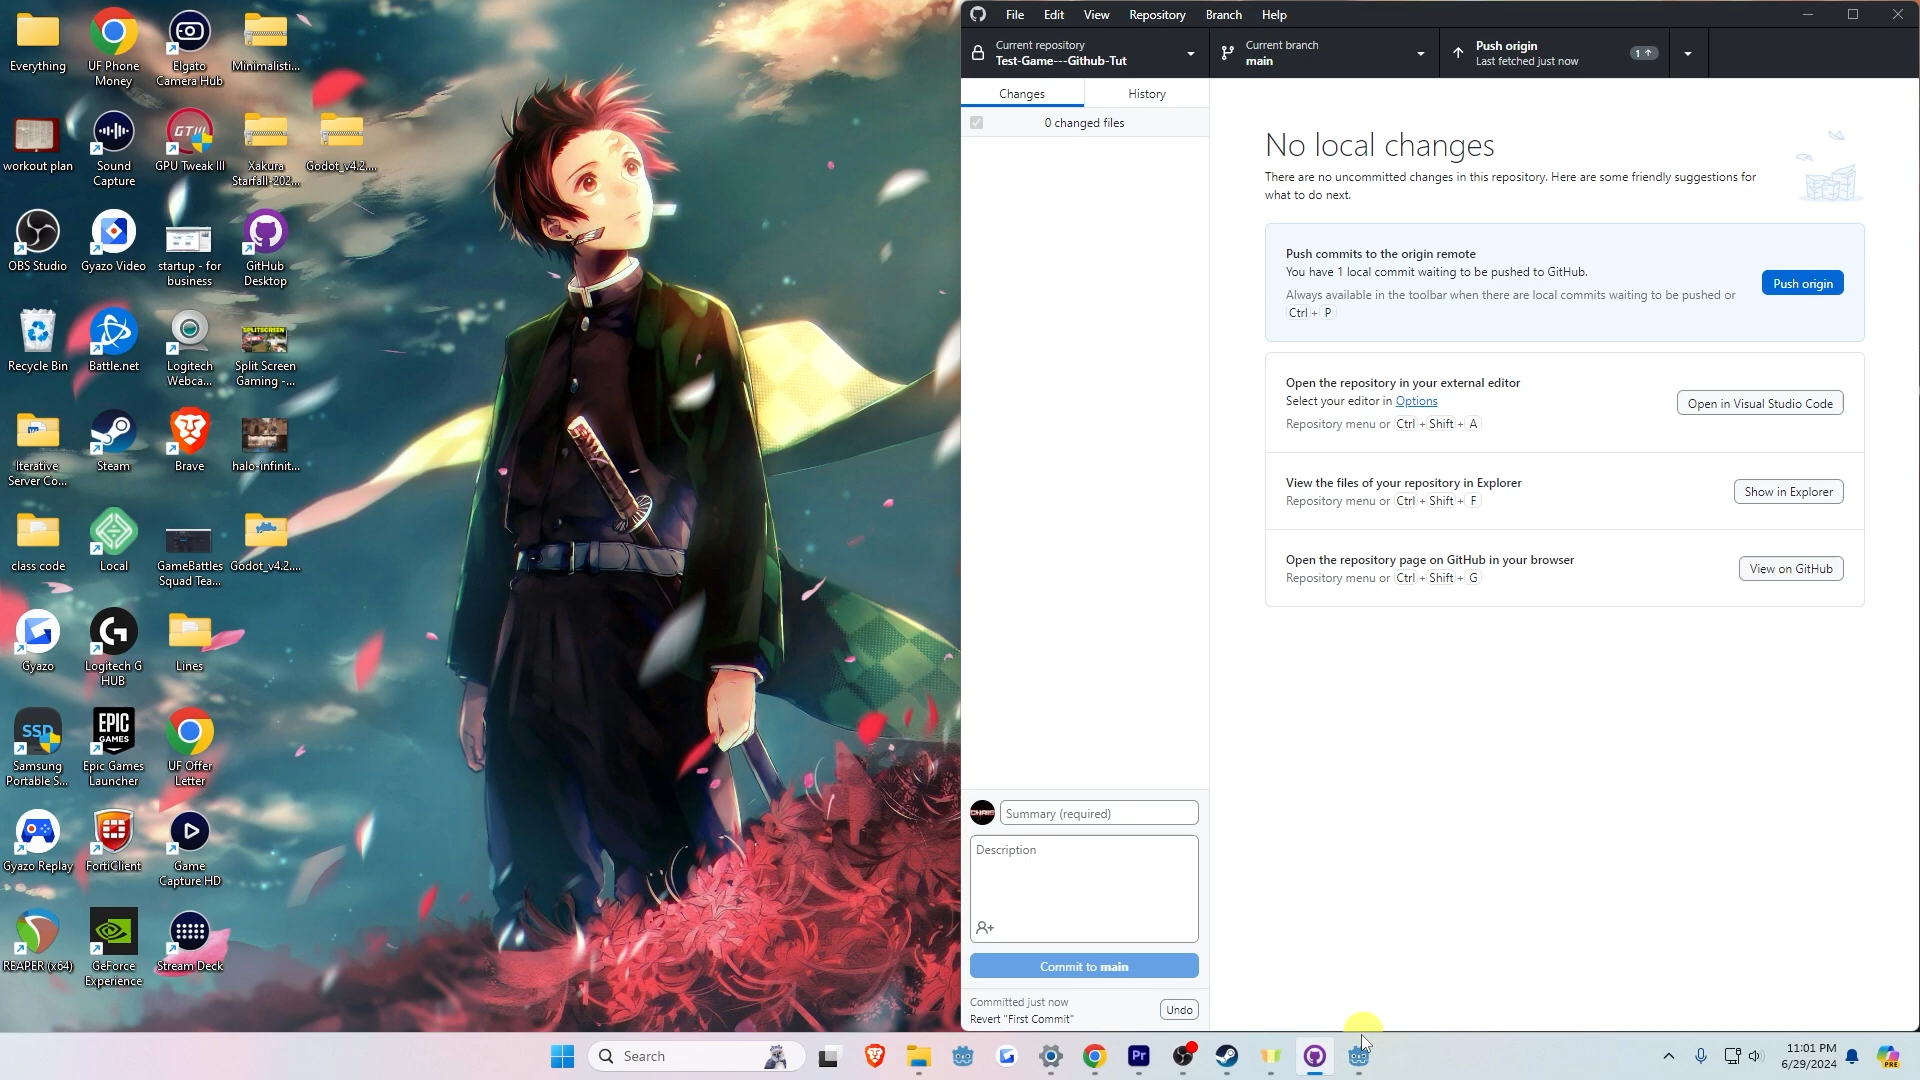 Everything
UF Phone
Money
Elgato
Camera Hub
Minimalisti...
workout plan
Sound
Capture
GPU Tweak III
Xakura
Starfall-202...
Godot_v4.2....
OBS Studio
Gyazo Video
startup - for
business
GitHub
Desktop
Recycle Bin
Battle.net
Logitech
Webca...
SPLITSCREEN
Split Screen
Gaming -...
Iterative
Server Co...
Steam
Brave
halo-infinit...
class code
Local
GameBattles
Squad Tea...
Godot_v4.2....
Gyazo
Logitech G
HUB
Lines
SSD
Samsung
Portable S...
EPIC
GAMES
Epic Games
Launcher
UF Offer
Letter
Gyazo Replay
FortiClient
Game
Capture HD
REAPER (x64)
GeForce
Experience
Stream Deck
File
Edit
View
Repository
Branch
Help
Current repository
Test-Game---Github-Tut
Current branch
main
Push origin
Last fetched just now
1
Changes
History
0 changed files
No local changes
There are no uncommitted changes in this repository. Here are some friendly suggestions for
what to do next.
Push commits to the origin remote
You have 1 local commit waiting to be pushed to GitHub.
Always available in the toolbar when there are local commits waiting to be pushed or
Ctrl + P
Push origin
Open the repository in your external editor
Select your editor in Options
Repository menu or Ctrl + Shift + A
Open in Visual Studio Code
View the files of your repository in Explorer
Repository menu or Ctrl + Shift + F
Show in Explorer
Open the repository page on GitHub in your browser
Repository menu or Ctrl + Shift + G
View on GitHub
CHRIS
Summary (required)
Description
Commit to main
Committed just now
Revert "First Commit"
Undo
Search
Pr
11:01 PM
6/29/2024
PRE